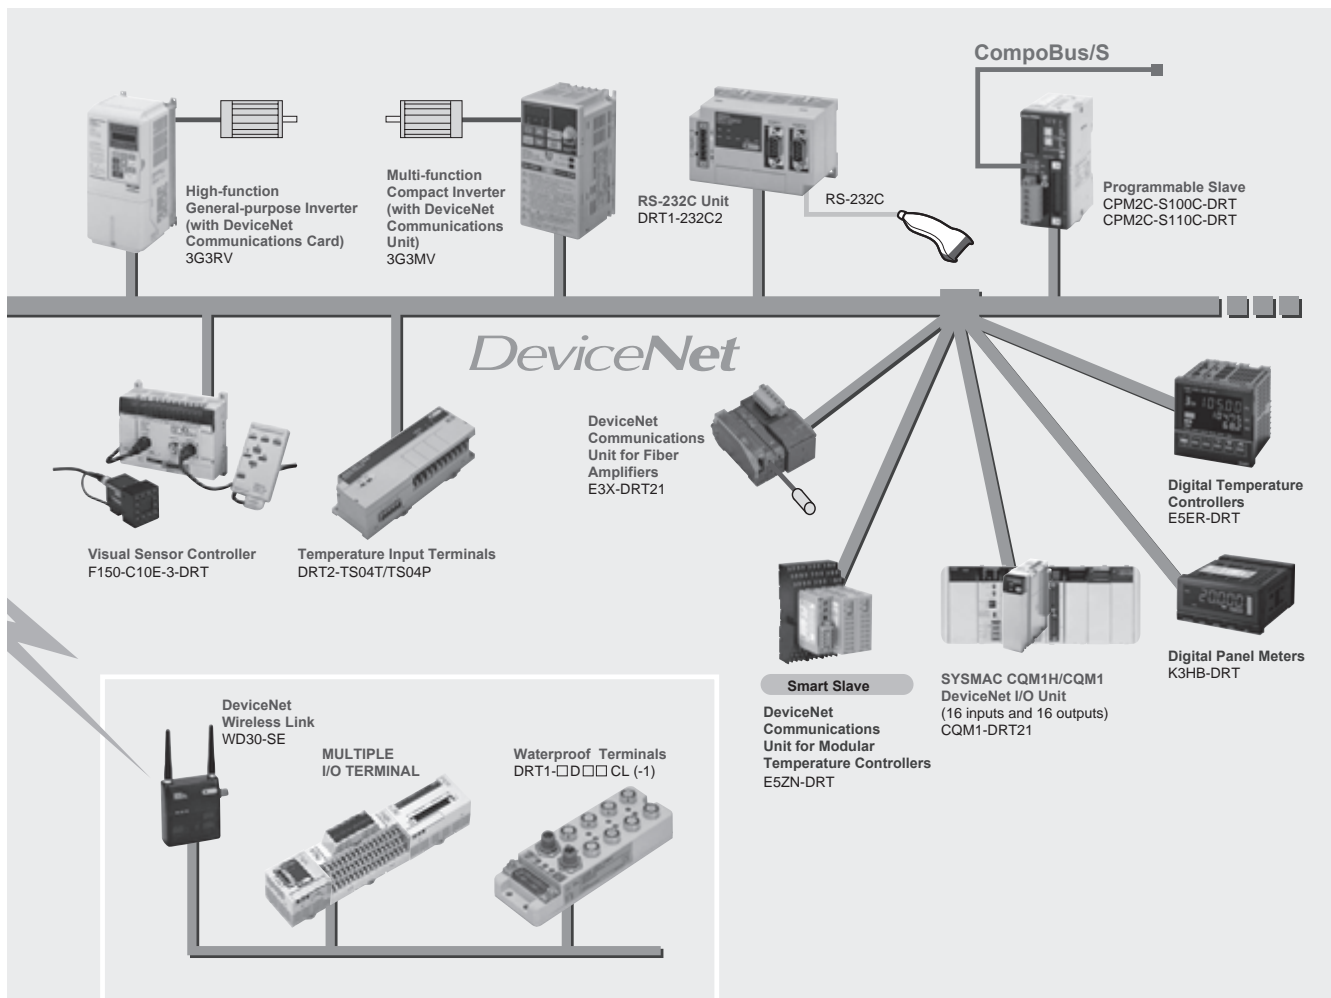 CompoBus/S
High-function
General-purpose Inverter
(with DeviceNet
Communications Card)
3G3RV
Multi-function
Compact Inverter
(with DeviceNet
Communications
Unit)
3G3MV
RS-232C Unit
DRT1-232C2
RS-232C
Programmable Slave
CPM2C-S100C-DRT
CPM2C-S110C-DRT
DeviceNet
Visual Sensor Controller
F150-C10E-3-DRT
Temperature Input Terminals
DRT2-TS04T/TS04P
DeviceNet
Communications
Unit for Fiber
Amplifiers
E3X-DRT21
Digital Temperature
Controllers
E5ER-DRT
Digital Panel Meters
K3HB-DRT
Smart Slave
DeviceNet
Communications
Unit for Modular
Temperature Controllers
E5ZN-DRT
SYSMAC CQM1H/CQM1
DeviceNet I/O Unit
(16 inputs and 16 outputs)
CQM1-DRT21
DeviceNet
Wireless Link
WD30-SE
MULTIPLE
I/O TERMINAL
Waterproof Terminals
DRT1-□D□□CL (-1)